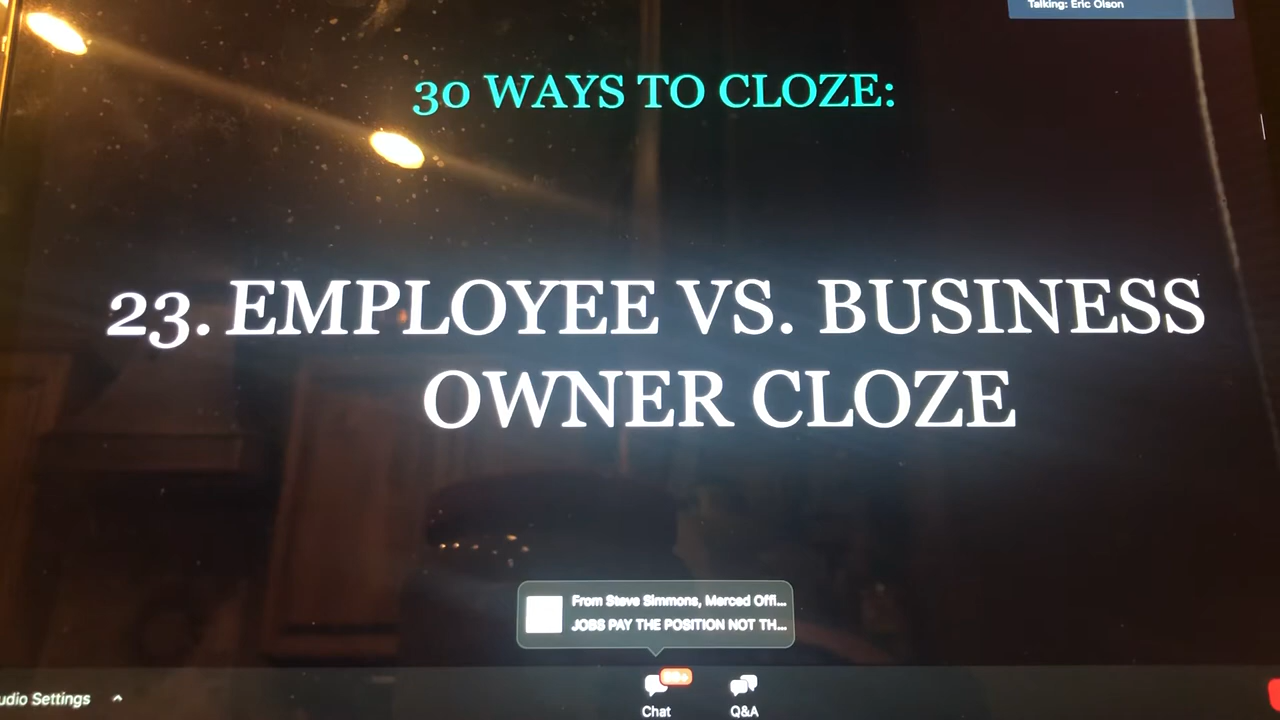 Talking: Eric Olson
30 WAYS TO CLOZE:
23. EMPLOYEE VS. BUSINESS
OWNER CLOZE
From Steve Simmons, Merced Offi...
JOBS PAY THE POSITION NOT TH...
Audio Settings
Chat
Q&A